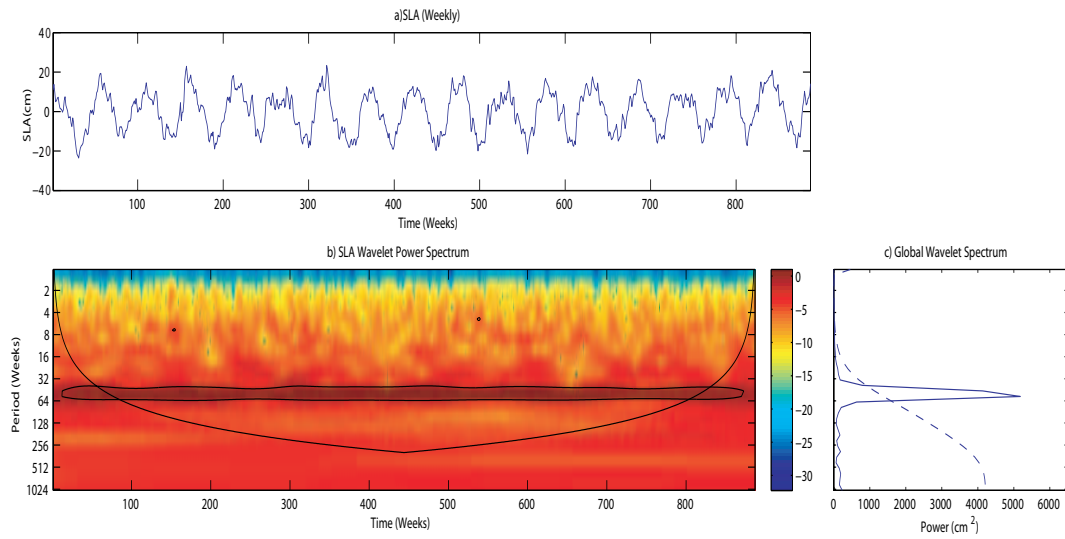 a)SLA (Weekly)
SLA(cm)
40
20
0
−20
−40
100 200 300 400 500 600 700 800
Time (Weeks)
b) SLA Wavelet Power Spectrum
Period (Weeks)
2
4
8
16
32
64
128
256
512
1024
100 200 300 400 500 600 700 800
Time (Weeks)
0
−5
−10
−15
−20
−25
−30
c) Global Wavelet Spectrum
0 1000 2000 3000 4000 5000 6000
Power (cm 2)